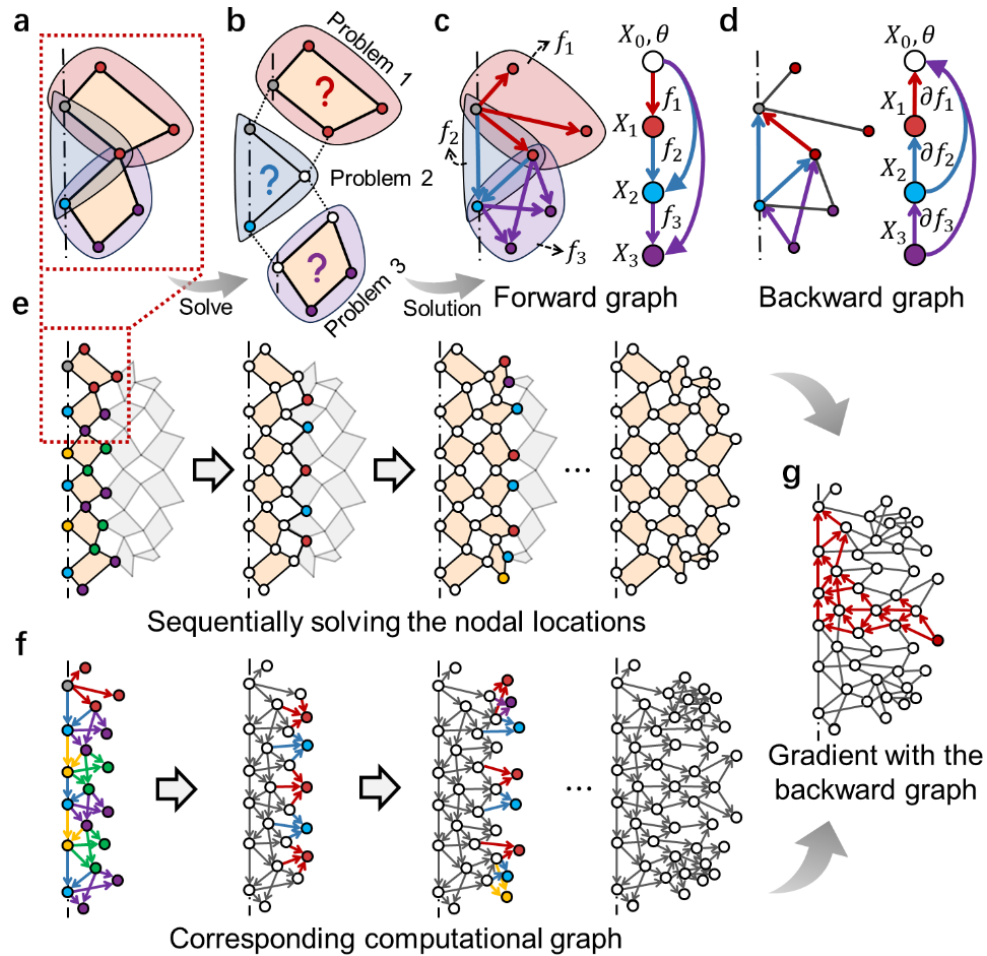 a
b
c
d
Problem 1
?
?
Problem 2
?
Problem 3
f₁
f₂
f₃
X₀, θ
f₁
X₁
f₂
X₂
f₃
X₃
X₁
∂f₁
∂f₂
X₂
∂f₃
X₃
X₀, θ
Solve
Solution
Forward graph
Backward graph
e
...
Sequentially solving the nodal locations
g
f
...
Corresponding computational graph
Gradient with the
backward graph